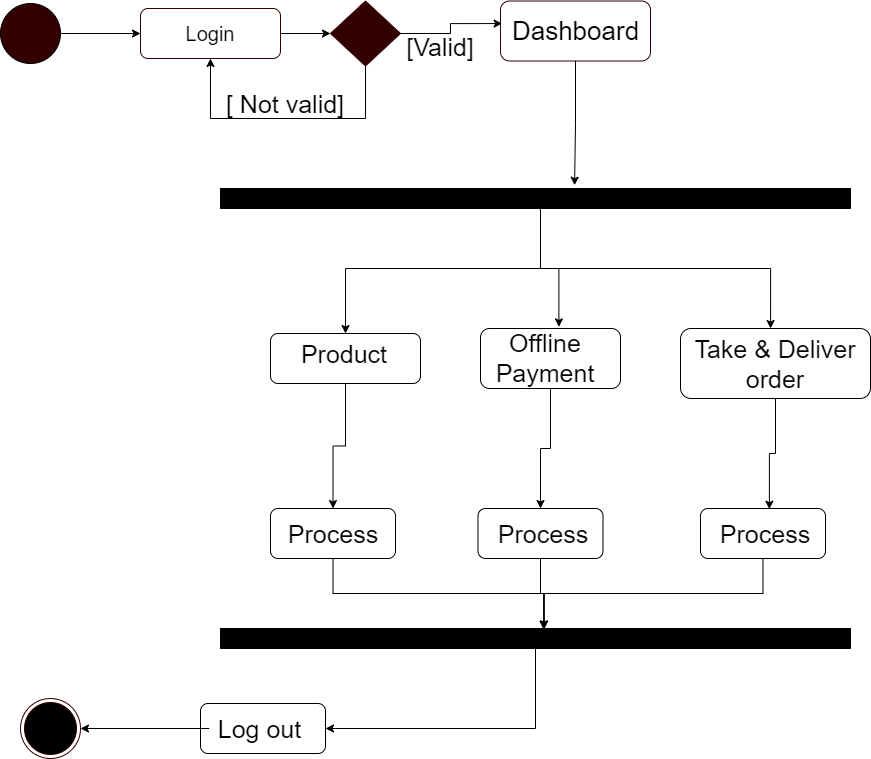 Login
[Valid]
Dashboard
[ Not valid]
Product
Offline
Payment
Take & Deliver
order
Process
Process
Process
Log out